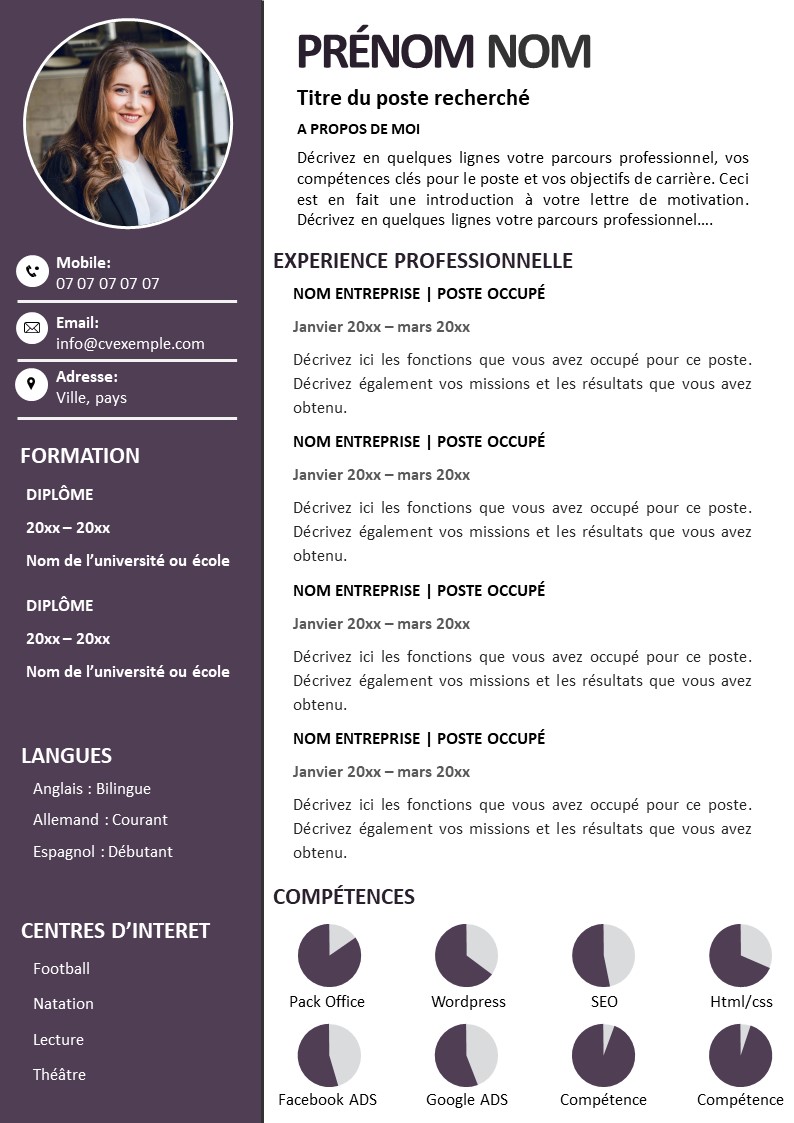 Mobile:
07 07 07 07 07
Email:
info@cvexemple.com
Adresse:
Ville, pays
FORMATION
DIPLÔME
20xx – 20xx
Nom de l’université ou école
DIPLÔME
20xx – 20xx
Nom de l’université ou école
LANGUES
Anglais : Bilingue
Allemand : Courant
Espagnol : Débutant
CENTRES D’INTERET
Football
Natation
Lecture
Théâtre
PRÉNOM NOM
Titre du poste recherché
A PROPOS DE MOI
Décrivez en quelques lignes votre parcours professionnel, vos
compétences clés pour le poste et vos objectifs de carrière. Ceci
est en fait une introduction à votre lettre de motivation.
Décrivez en quelques lignes votre parcours professionnel....
EXPERIENCE PROFESSIONNELLE
NOM ENTREPRISE | POSTE OCCUPÉ
Janvier 20xx – mars 20xx
Décrivez ici les fonctions que vous avez occupé pour ce poste.
Décrivez également vos missions et les résultats que vous avez
obtenu.
NOM ENTREPRISE | POSTE OCCUPÉ
Janvier 20xx – mars 20xx
Décrivez ici les fonctions que vous avez occupé pour ce poste.
Décrivez également vos missions et les résultats que vous avez
obtenu.
NOM ENTREPRISE | POSTE OCCUPÉ
Janvier 20xx – mars 20xx
Décrivez ici les fonctions que vous avez occupé pour ce poste.
Décrivez également vos missions et les résultats que vous avez
obtenu.
NOM ENTREPRISE | POSTE OCCUPÉ
Janvier 20xx – mars 20xx
Décrivez ici les fonctions que vous avez occupé pour ce poste.
Décrivez également vos missions et les résultats que vous avez
obtenu.
COMPÉTENCES
Pack Office Wordpress SEO Html/css
Facebook ADS Google ADS Compétence Compétence